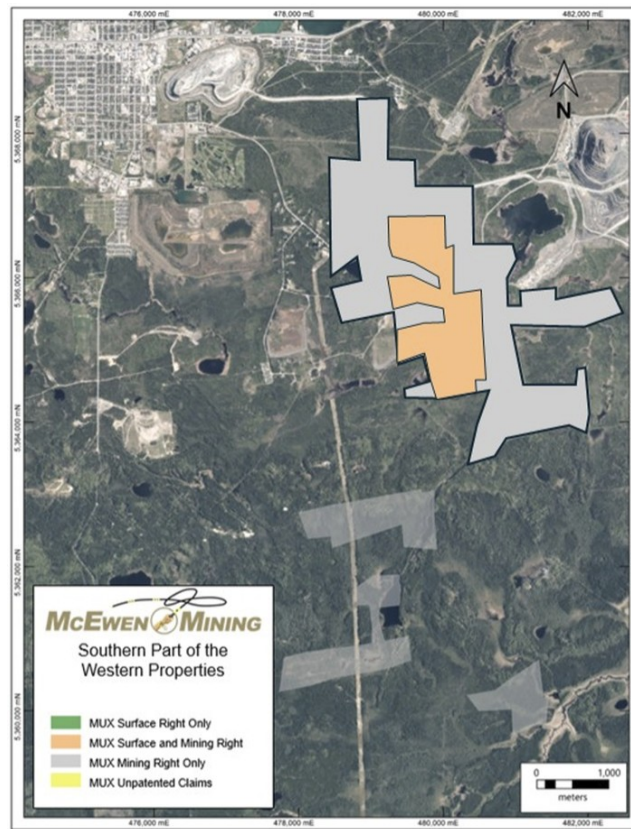 476,000 mE 478,000 mE 480,000 mE 482,000 mE
N
5,368,000 mN
5,366,000 mN
5,364,000 mN
5,362,000 mN
5,360,000 mN
MCEWEN MINING
Southern Part of the
Western Properties
MUX Surface Right Only
MUX Surface and Mining Right
MUX Mining Right Only
MUX Unpatented Claims
0 1,000
meters
476,000 mE 478,000 mE 480,000 mE 482,000 mE